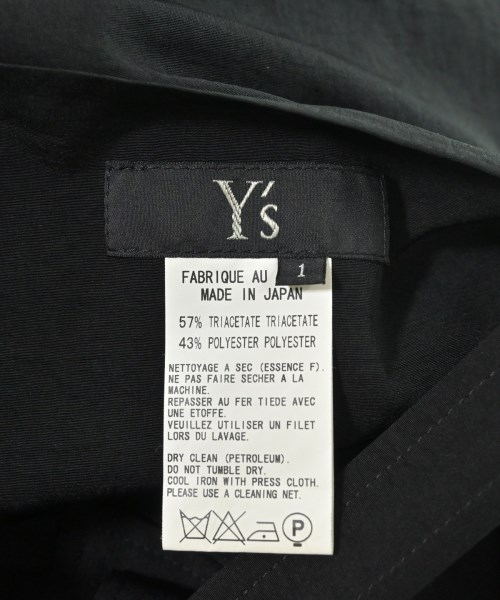 Y's
1
FABRIQUE AU
MADE IN JAPAN
57% TRIACETATE TRIACETATE
43% POLYESTER POLYESTER
NETTOYAGE A SEC (ESSENCE F).
NE PAS FAIRE SECHER A LA
MACHINE.
REPASSER AU FER TIEDE AVEC
UNE ETOFFE.
VEUILLEZ UTILISER UN FILET
LORS DU LAVAGE.
DRY CLEAN (PETROLEUM).
DO NOT TUMBLE DRY.
COOL IRON WITH PRESS CLOTH.
PLEASE USE A CLEANING NET.
P